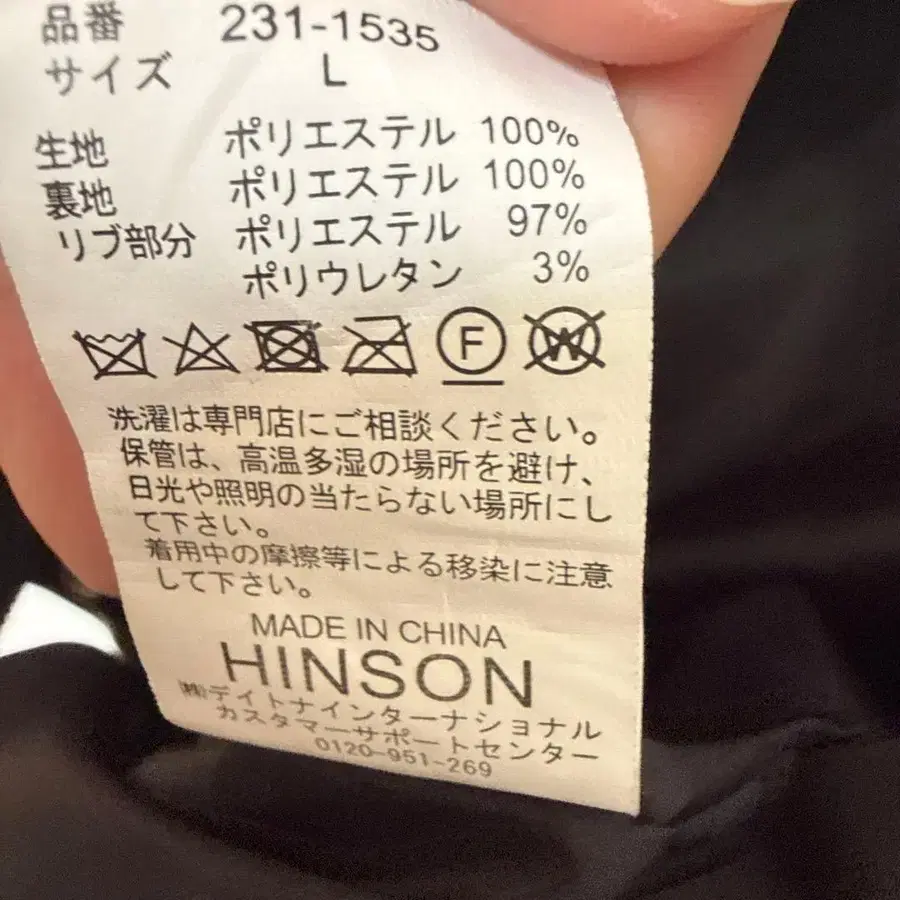 品番 231-1535
サイズ L
生地 ポリエステル 100%
裏地 ポリエステル 100%
リブ部分 ポリエステル 97%
ポリウレタン 3%
F W
洗濯は専門店にご相談ください。
保管は、高温多湿の場所を避け、
日光や照明の当たらない場所にし
て下さい。
着用中の摩擦等による移染に注意
して下さい。
MADE IN CHINA
HINSON
㈱デイトナインターナショナル
カスタマーサポートセンター
0120-951-269